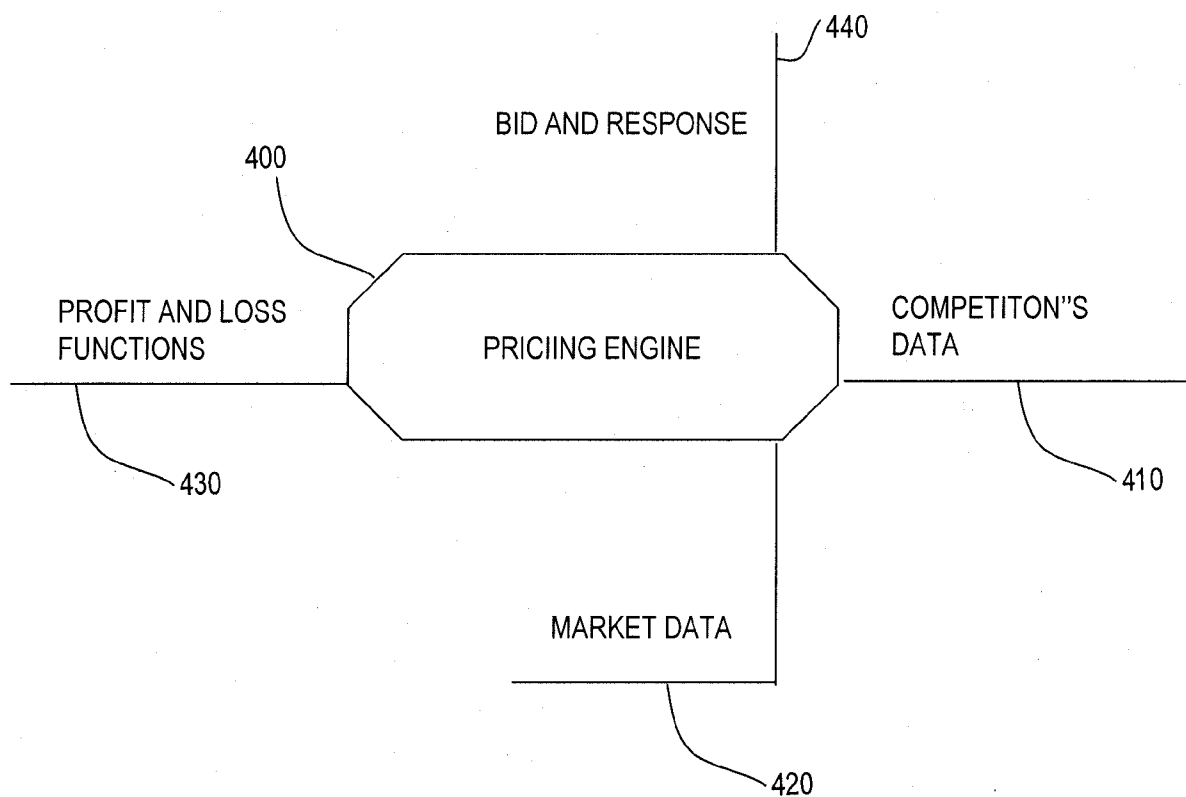 440
BID AND RESPONSE
400
PROFIT AND LOSS
FUNCTIONS
PRICIING ENGINE
COMPETITON"S
DATA
430
410
MARKET DATA
420